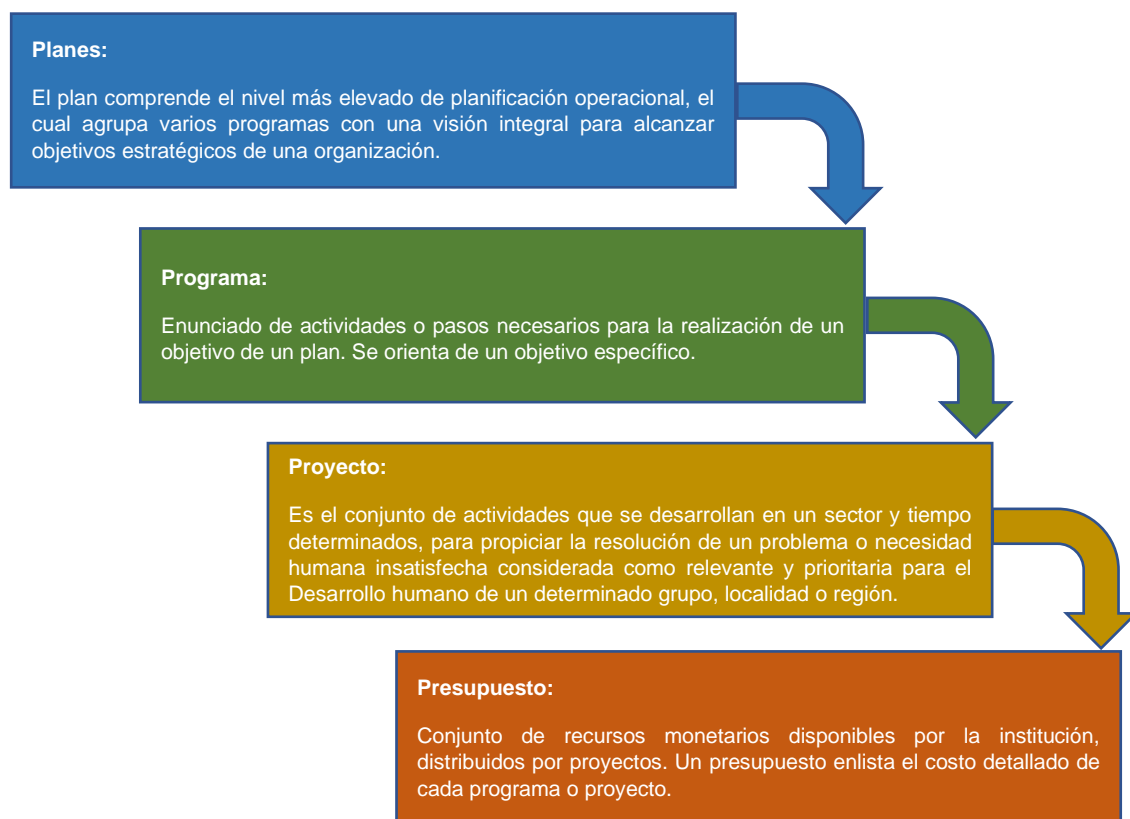 Planes:
El plan comprende el nivel más elevado de planificación operacional, el
cual agrupa varios programas con una visión integral para alcanzar
objetivos estratégicos de una organización.
Programa:
Enunciado de actividades o pasos necesarios para la realización de un
objetivo de un plan. Se orienta de un objetivo específico.
Proyecto:
Es el conjunto de actividades que se desarrollan en un sector y tiempo
determinados, para propiciar la resolución de un problema o necesidad
humana insatisfecha considerada como relevante y prioritaria para el
Desarrollo humano de un determinado grupo, localidad o región.
Presupuesto:
Conjunto de recursos monetarios disponibles por la institución,
distribuidos por proyectos. Un presupuesto enlista el costo detallado de
cada programa o proyecto.